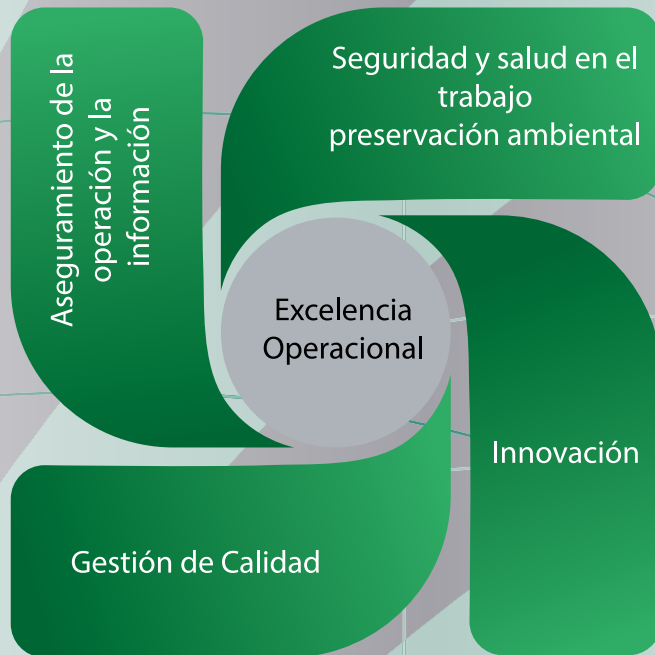 Aseguramiento de la
operación y la
información
Seguridad y salud en el
trabajo
preservación ambiental
Excelencia
Operacional
Innovación
Gestión de Calidad